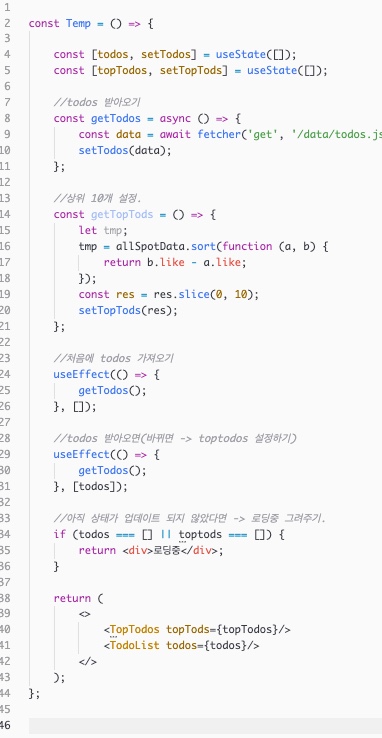 1
2 const Temp = () => {
3
4     const [todos, setTodos] = useState([]);
5     const [topTodos, setTopTods] = useState([]);
6
7     //todos 받아오기
8     const getTodos = async () => {
9         const data = await fetcher('get', '/data/todos.js
10         setTodos(data);
11     };
12
13     //상위 10개 설정.
14     const getTopTods = () => {
15         let tmp;
16         tmp = allSpotData.sort(function (a, b) {
17             return b.like - a.like;
18         });
19         const res = res.slice(0, 10);
20         setTopTods(res);
21     };
22
23     //처음에 todos 가져오기
24     useEffect(() => {
25         getTodos();
26     }, []);
27
28     //todos 받아오면(바뀌면 -> toptodos 설정하기)
29     useEffect(() => {
30         getTodos();
31     }, [todos]);
32
33     //아직 상태가 업데이트 되지 않았다면 -> 로딩중 그려주기.
34     if (todos === [] || toptods === []) {
35         return <div>로딩중</div>;
36     }
37
38     return (
39         <>
40             <TopTodos topTods={topTodos}/>
41             <TodoList todos={todos}/>
42         </>
43     );
44 };
45
46